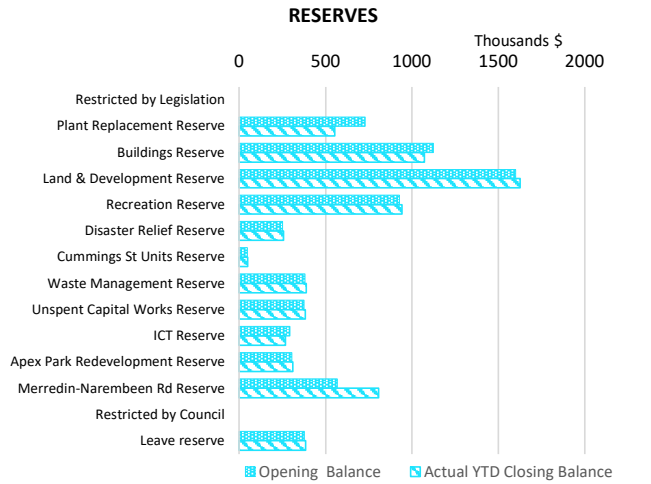 RESERVES
Thousands $
0 500 1000 1500 2000
Restricted by Legislation
Plant Replacement Reserve
Buildings Reserve
Land & Development Reserve
Recreation Reserve
Disaster Relief Reserve
Cummings St Units Reserve
Waste Management Reserve
Unspent Capital Works Reserve
ICT Reserve
Apex Park Redevelopment Reserve
Merredin-Narembeen Rd Reserve
Restricted by Council
Leave reserve
Opening Balance Actual YTD Closing Balance